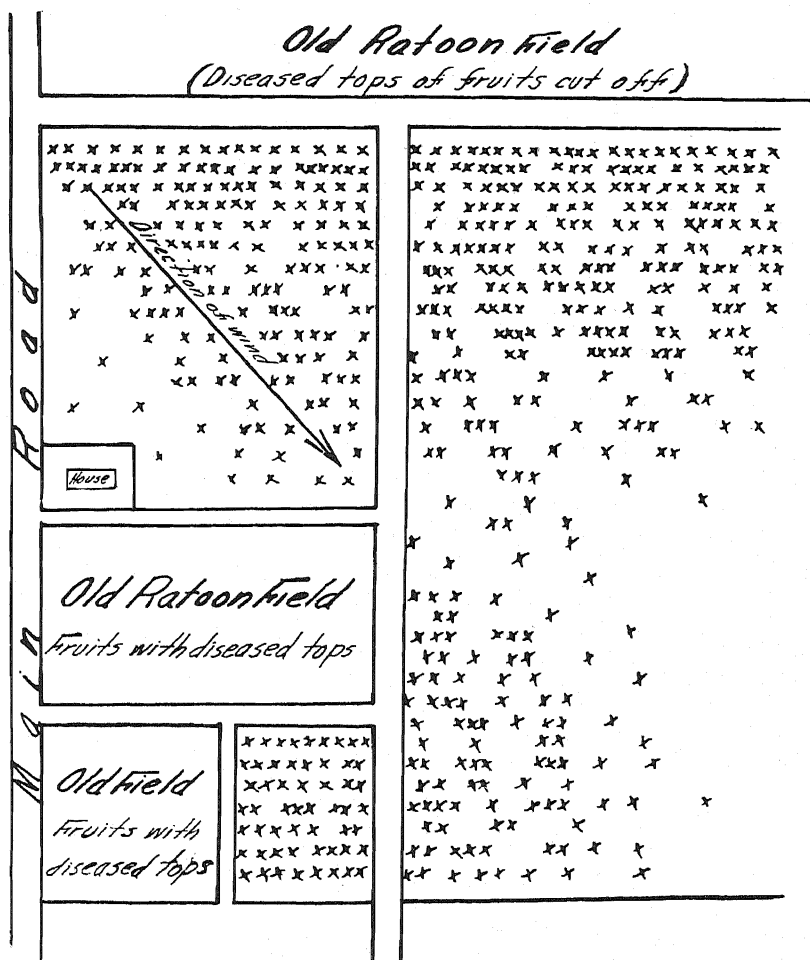 Old Ratoon Field
(Diseased tops of fruits cut off)
Direction of wind
Main Road
House
Old Ratoon Field
Fruits with diseased tops
Old Field
Fruits with
diseased tops